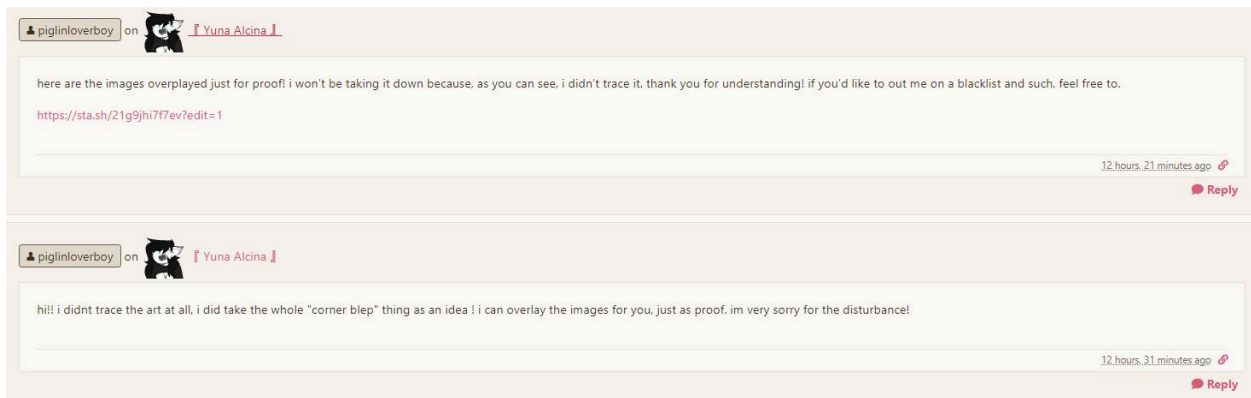 piglinloverboy on 『 Yuna Alcina 』
here are the images overplayed just for proof! i won't be taking it down because, as you can see, i didn't trace it. thank you for understanding! if you'd like to out me on a blacklist and such, feel free to.
https://sta.sh/21g9jhi7f7ev?edit=1
12 hours, 21 minutes ago
Reply
piglinloverboy on 『 Yuna Alcina 』
hi!! i didnt trace the art at all, i did take the whole "corner blep" thing as an idea ! i can overlay the images for you, just as proof. im very sorry for the disturbance!
12 hours, 31 minutes ago
Reply